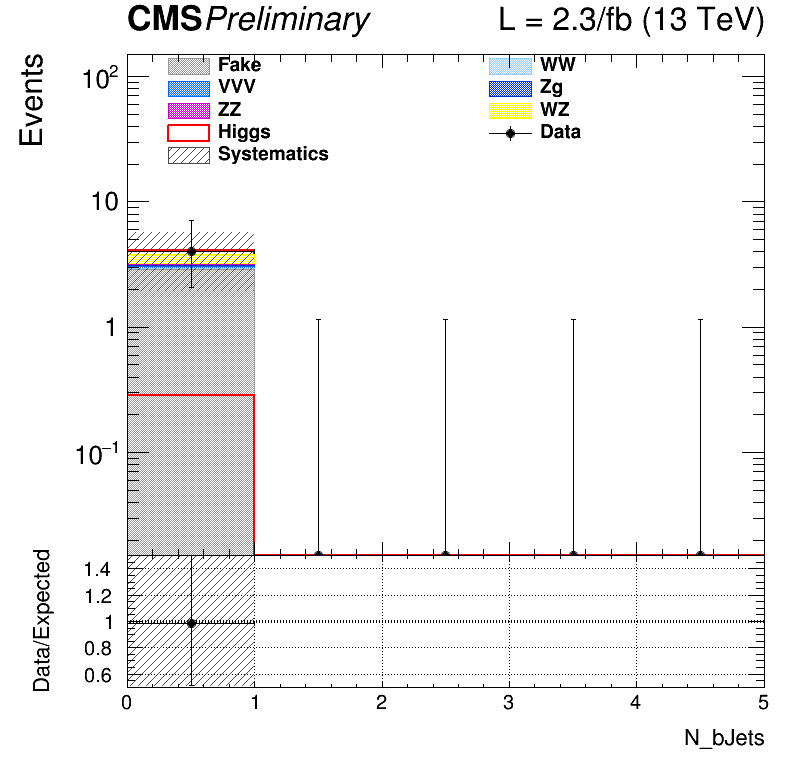 CMS Preliminary L = 2.3/fb (13 TeV)
Events
Fake WW
VVV Zg
ZZ WZ
Higgs Data
Systematics
10²
10
1
10⁻¹
Data/Expected
1.4
1.2
1
0.8
0.6
0 1 2 3 4 5
N_bJets